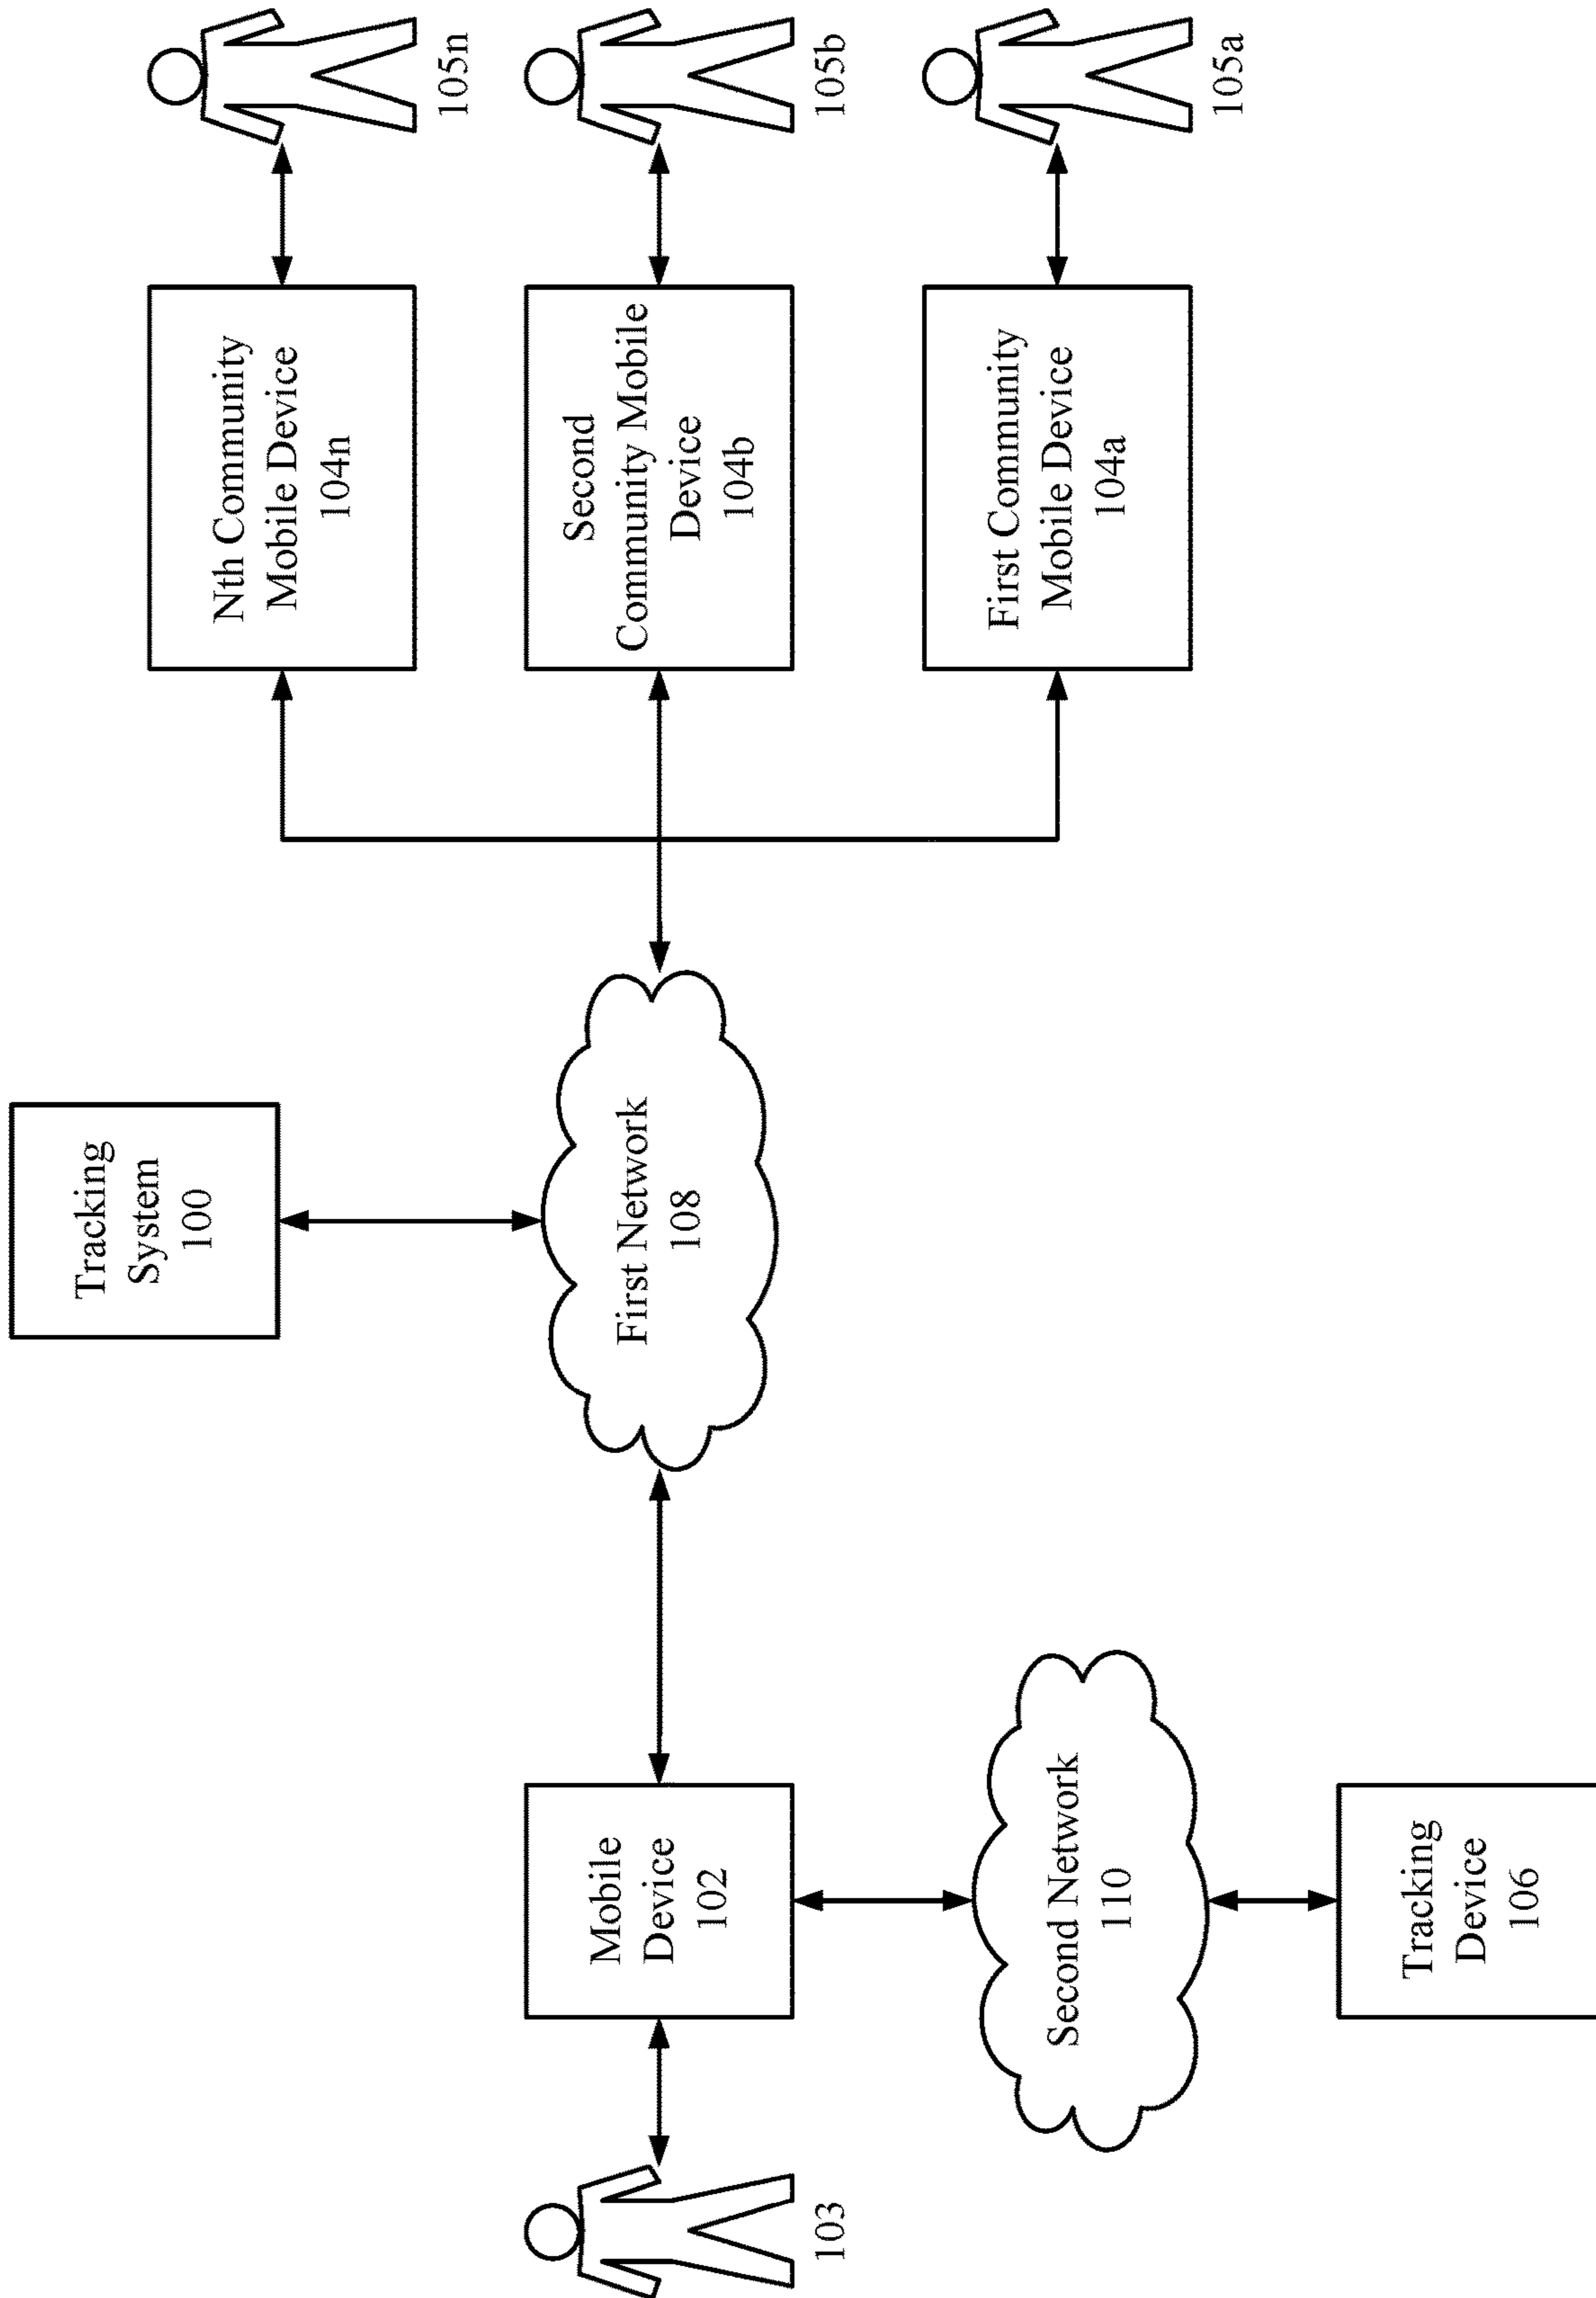 Tracking
System
100
Nth Community
Mobile Device
104n
105n
103
Mobile
Device
102
First Network
108
Second
Community Mobile
Device
104b
105b
Second Network
110
First Community
Mobile Device
104a
105a
Tracking
Device
106